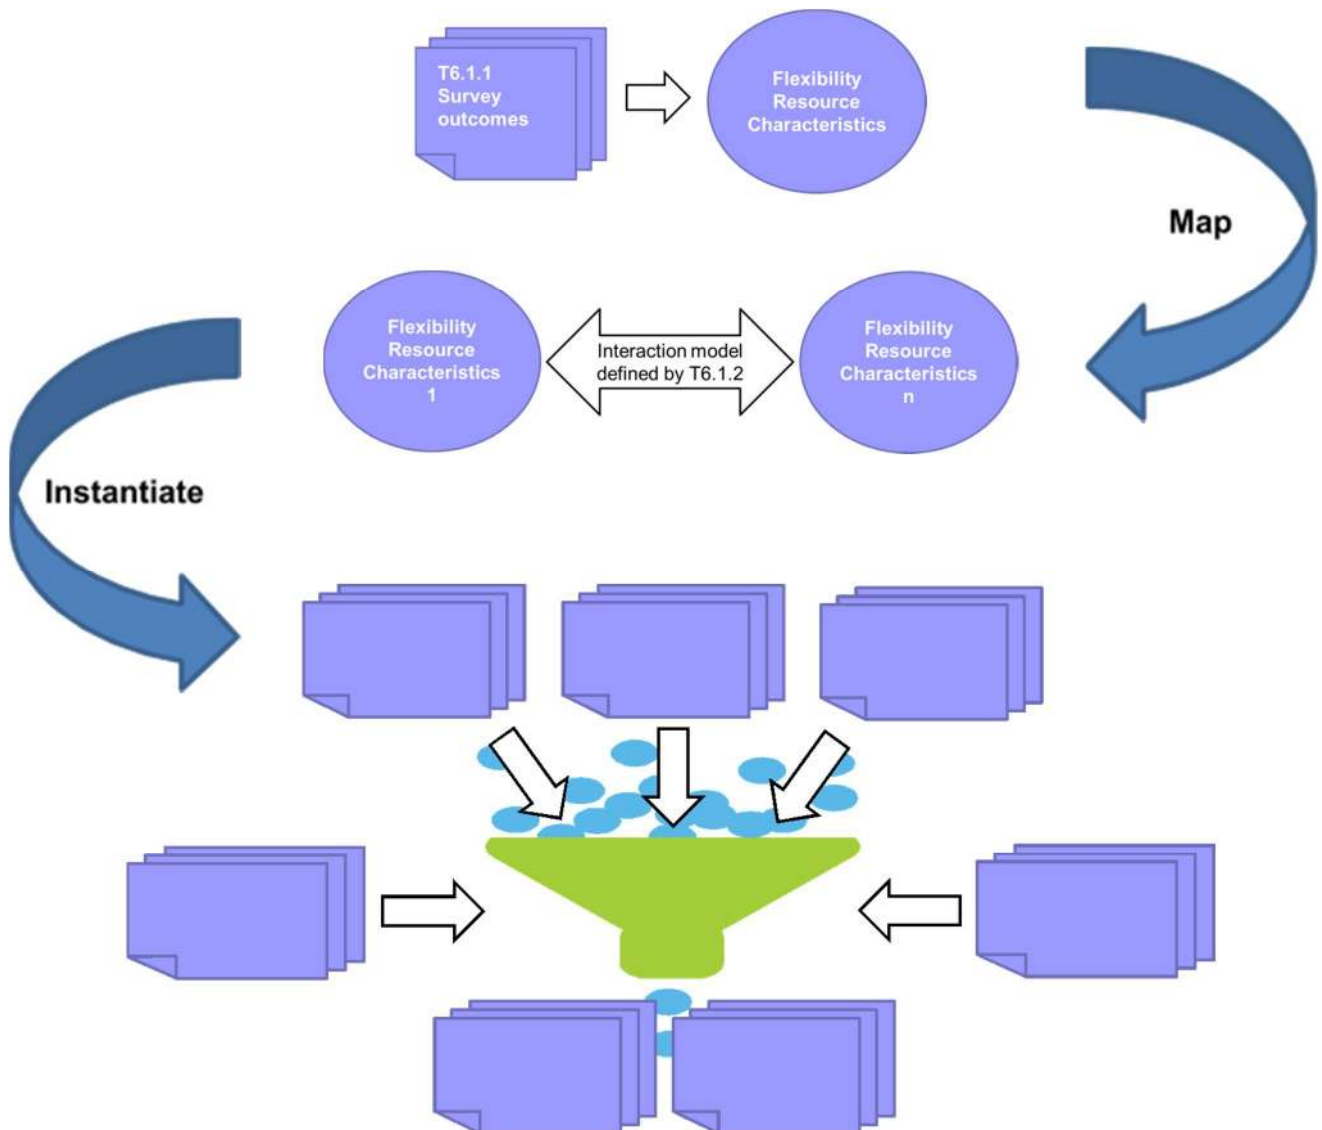 T6.1.1
Survey
outcomes
Flexibility
Resource
Characteristics
Map
Flexibility
Resource
Characteristics
1
Interaction model
defined by T6.1.2
Flexibility
Resource
Characteristics
n
Instantiate